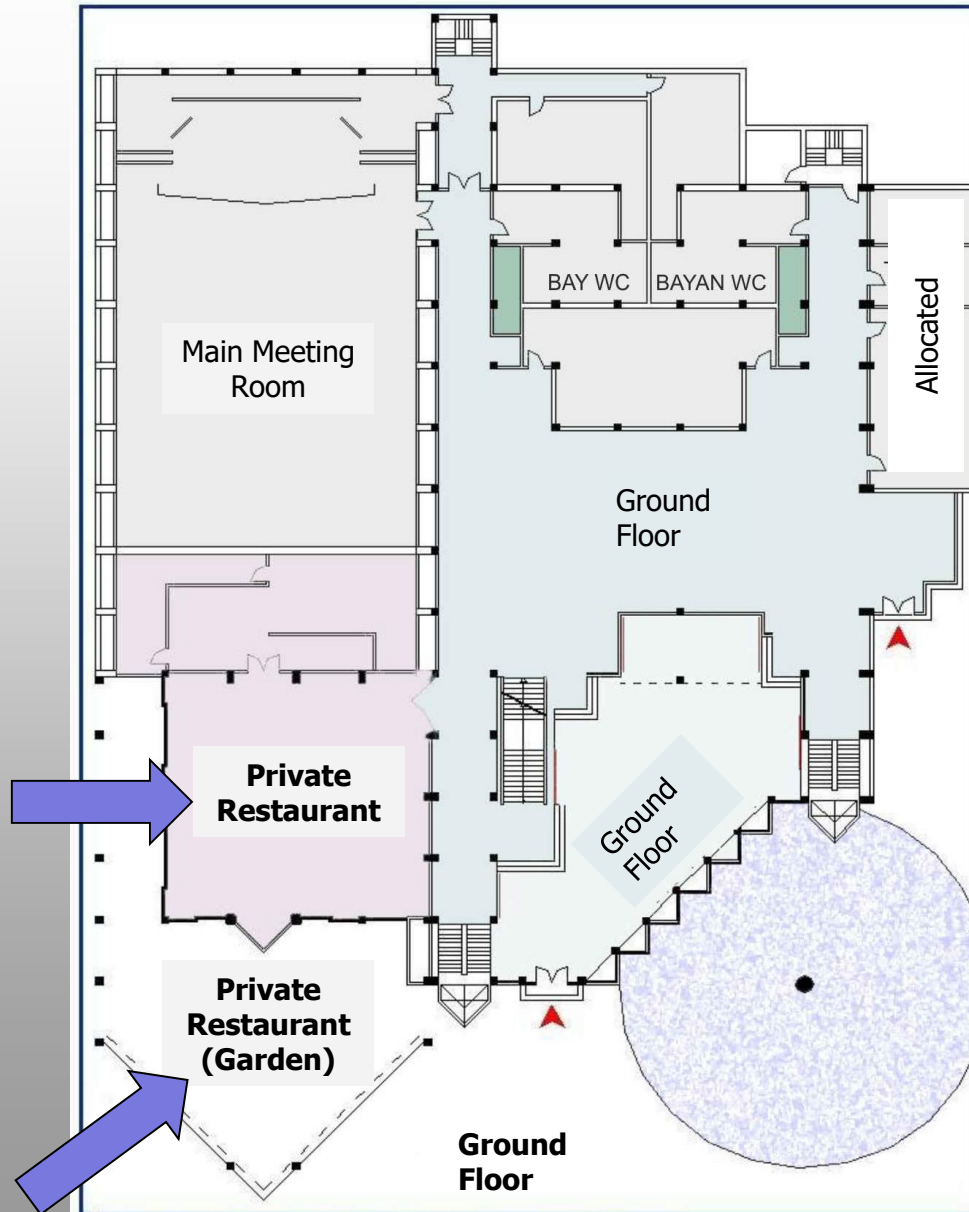 BAY WC
BAYAN WC
Main Meeting
Room
Allocated
Ground
Floor
Private
Restaurant
Ground
Floor
Private
Restaurant
(Garden)
Ground
Floor